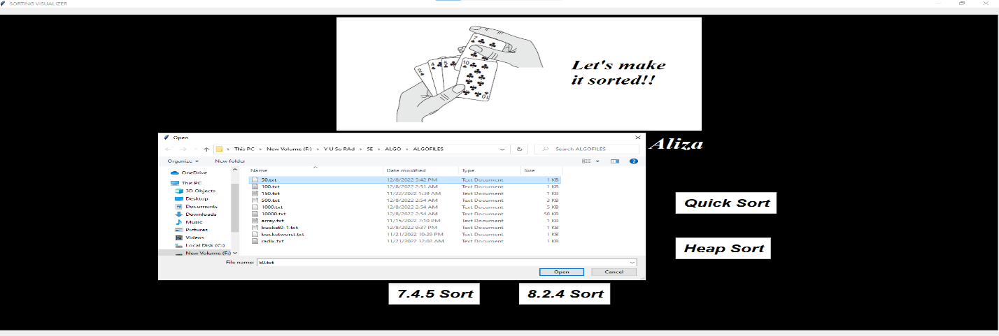 SORTING VISUALIZER
7
2
4
5
10
10
Let's make
it sorted!!
Open
This PC > New Volume (F:) > Y U So RAd > 5E > ALGO > ALGOFILES
Search ALGOFILES
Aliza
Organize New folder
Name Date modified Type Size
OneDrive
This PC
3D Objects
Desktop
Documents
Downloads
Music
Pictures
Videos
Local Disk (C:)
New Volume (F:)
50.txt 12/8/2022 5:42 PM Text Document 1 KB
100.txt 12/8/2022 2:51 AM Text Document 1 KB
150.txt 11/22/2022 1:39 AM Text Document 1 KB
500.txt 12/8/2022 2:54 AM Text Document 3 KB
1000.txt 12/8/2022 2:54 AM Text Document 5 KB
10000.txt 12/8/2022 2:54 AM Text Document 58 KB
array.txt 11/15/2022 7:10 PM Text Document 1 KB
bucket0-1.txt 12/8/2022 9:37 PM Text Document 1 KB
bucketworst.txt 11/21/2022 10:29 PM Text Document 1 KB
radix.txt 11/21/2022 12:02 AM Text Document 1 KB
Quick Sort
Heap Sort
File name: 50.txt
Open Cancel
7.4.5 Sort 8.2.4 Sort